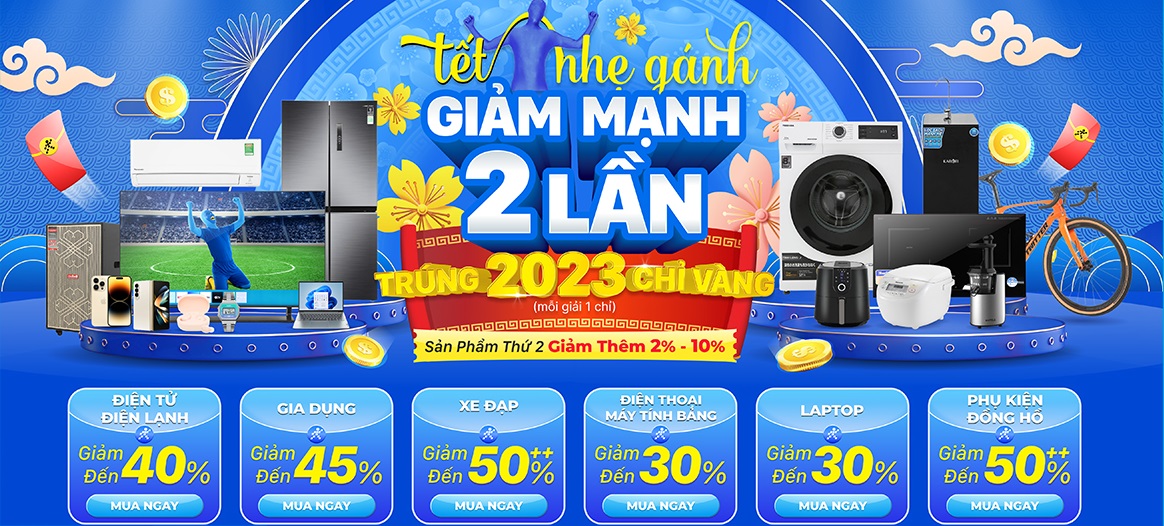 tết nhẹ gánh
GIẢM MẠNH
2 LẦN
TRÚNG 2023 CHỈ VÀNG
(mỗi giải 1 chỉ)
Sản Phẩm Thứ 2 Giảm Thêm 2% - 10%
ĐIỆN TỬ
ĐIỆN LẠNH
Giảm
Đến 40%
MUA NGAY
GIA DỤNG
Giảm
Đến 45%
MUA NGAY
XE ĐẠP
Giảm
Đến 50++%
MUA NGAY
ĐIỆN THOẠI
MÁY TÍNH BẢNG
Giảm
Đến 30%
MUA NGAY
LAPTOP
Giảm
Đến 30%
MUA NGAY
PHỤ KIỆN
ĐỒNG HỒ
Giảm
Đến 50++%
MUA NGAY